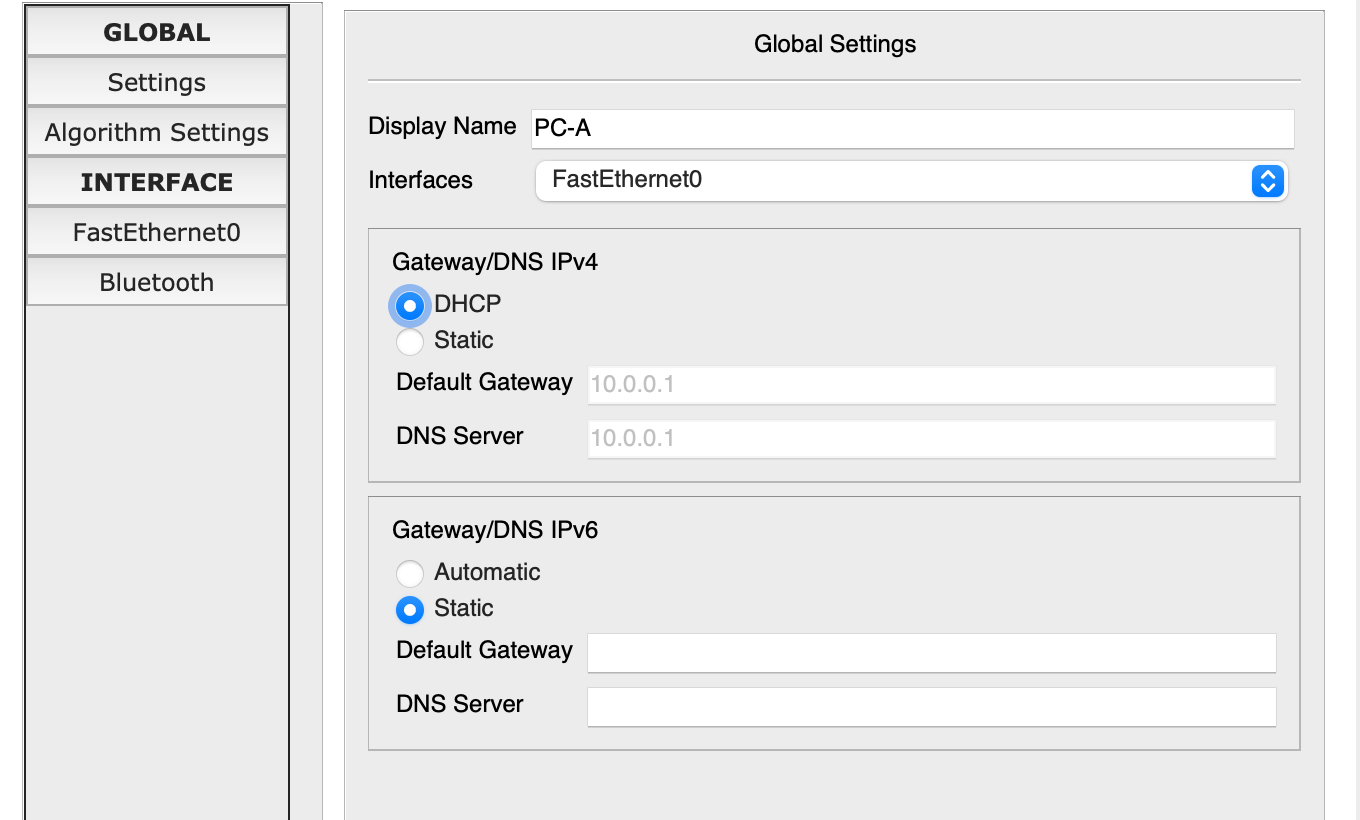 GLOBAL
Settings
Algorithm Settings
INTERFACE
FastEthernet0
Bluetooth
Global Settings
Display Name PC-A
Interfaces FastEthernet0
Gateway/DNS IPv4
DHCP
Static
Default Gateway 10.0.0.1
DNS Server 10.0.0.1
Gateway/DNS IPv6
Automatic
Static
Default Gateway
DNS Server